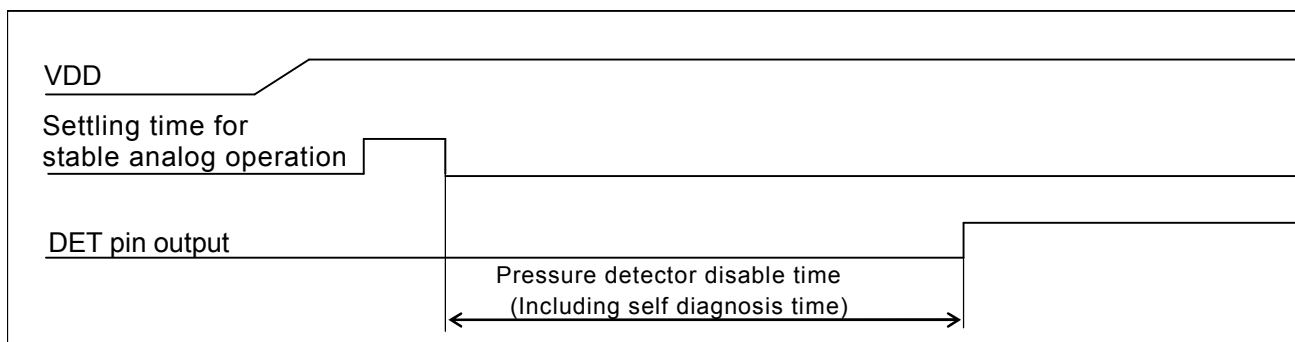 VDD
Settling time for
stable analog operation
DET pin output
Pressure detector disable time
(Including self diagnosis time)